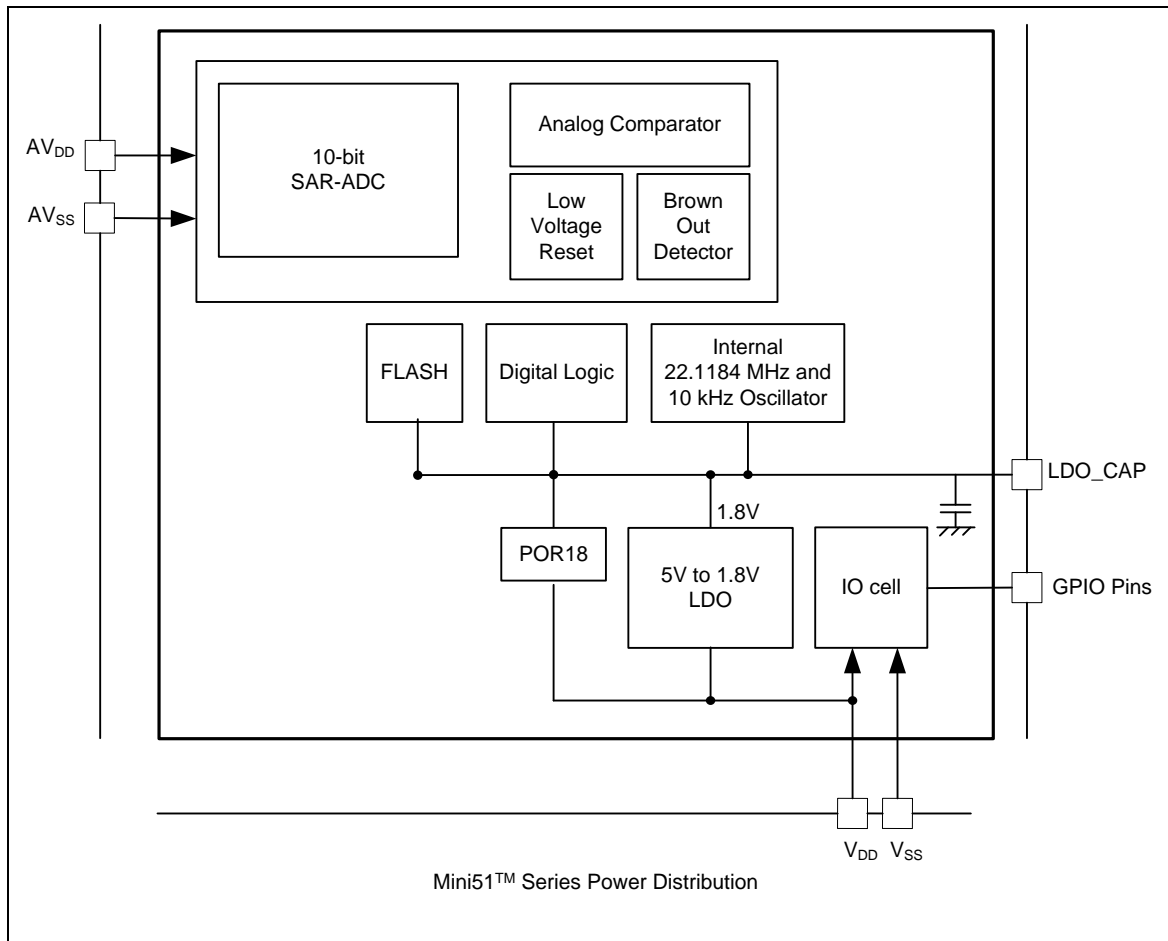 AVDD
AVSS
10-bit
SAR-ADC
Analog Comparator
Low
Voltage
Reset
Brown
Out
Detector
FLASH
Digital Logic
Internal
22.1184 MHz and
10 kHz Oscillator
LDO_CAP
1.8V
POR18
5V to 1.8V
LDO
IO cell
GPIO Pins
VDD
VSS
Mini51™ Series Power Distribution